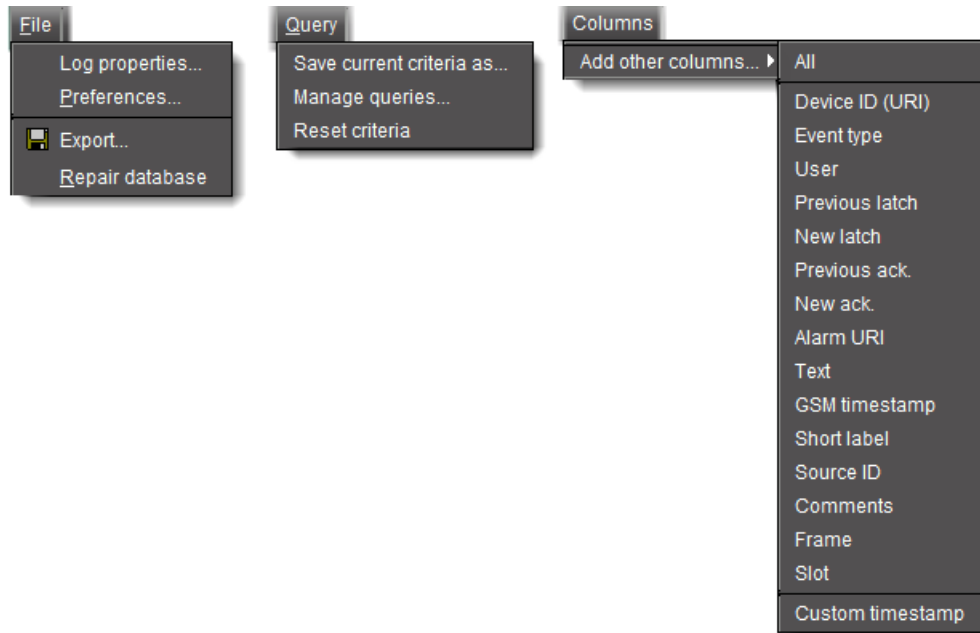 File
Log properties...
Preferences...
Export...
Repair database
Query
Save current criteria as...
Manage queries...
Reset criteria
Columns
Add other columns...
All
Device ID (URI)
Event type
User
Previous latch
New latch
Previous ack.
New ack.
Alarm URI
Text
GSM timestamp
Short label
Source ID
Comments
Frame
Slot
Custom timestamp